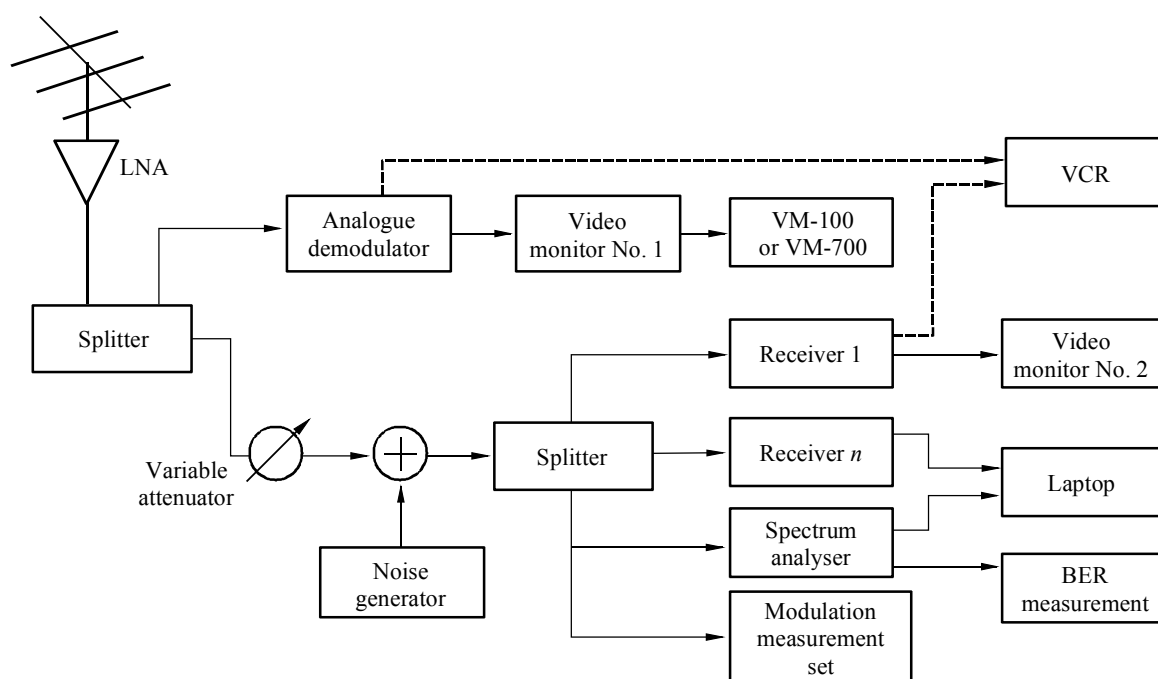 LNA
Analogue
demodulator
Video
monitor No. 1
VM-100
or VM-700
VCR
Splitter
Receiver 1
Video
monitor No. 2
Variable
attenuator
Splitter
Receiver n
Laptop
Spectrum
analyser
Noise
generator
BER
measurement
Modulation
measurement
set